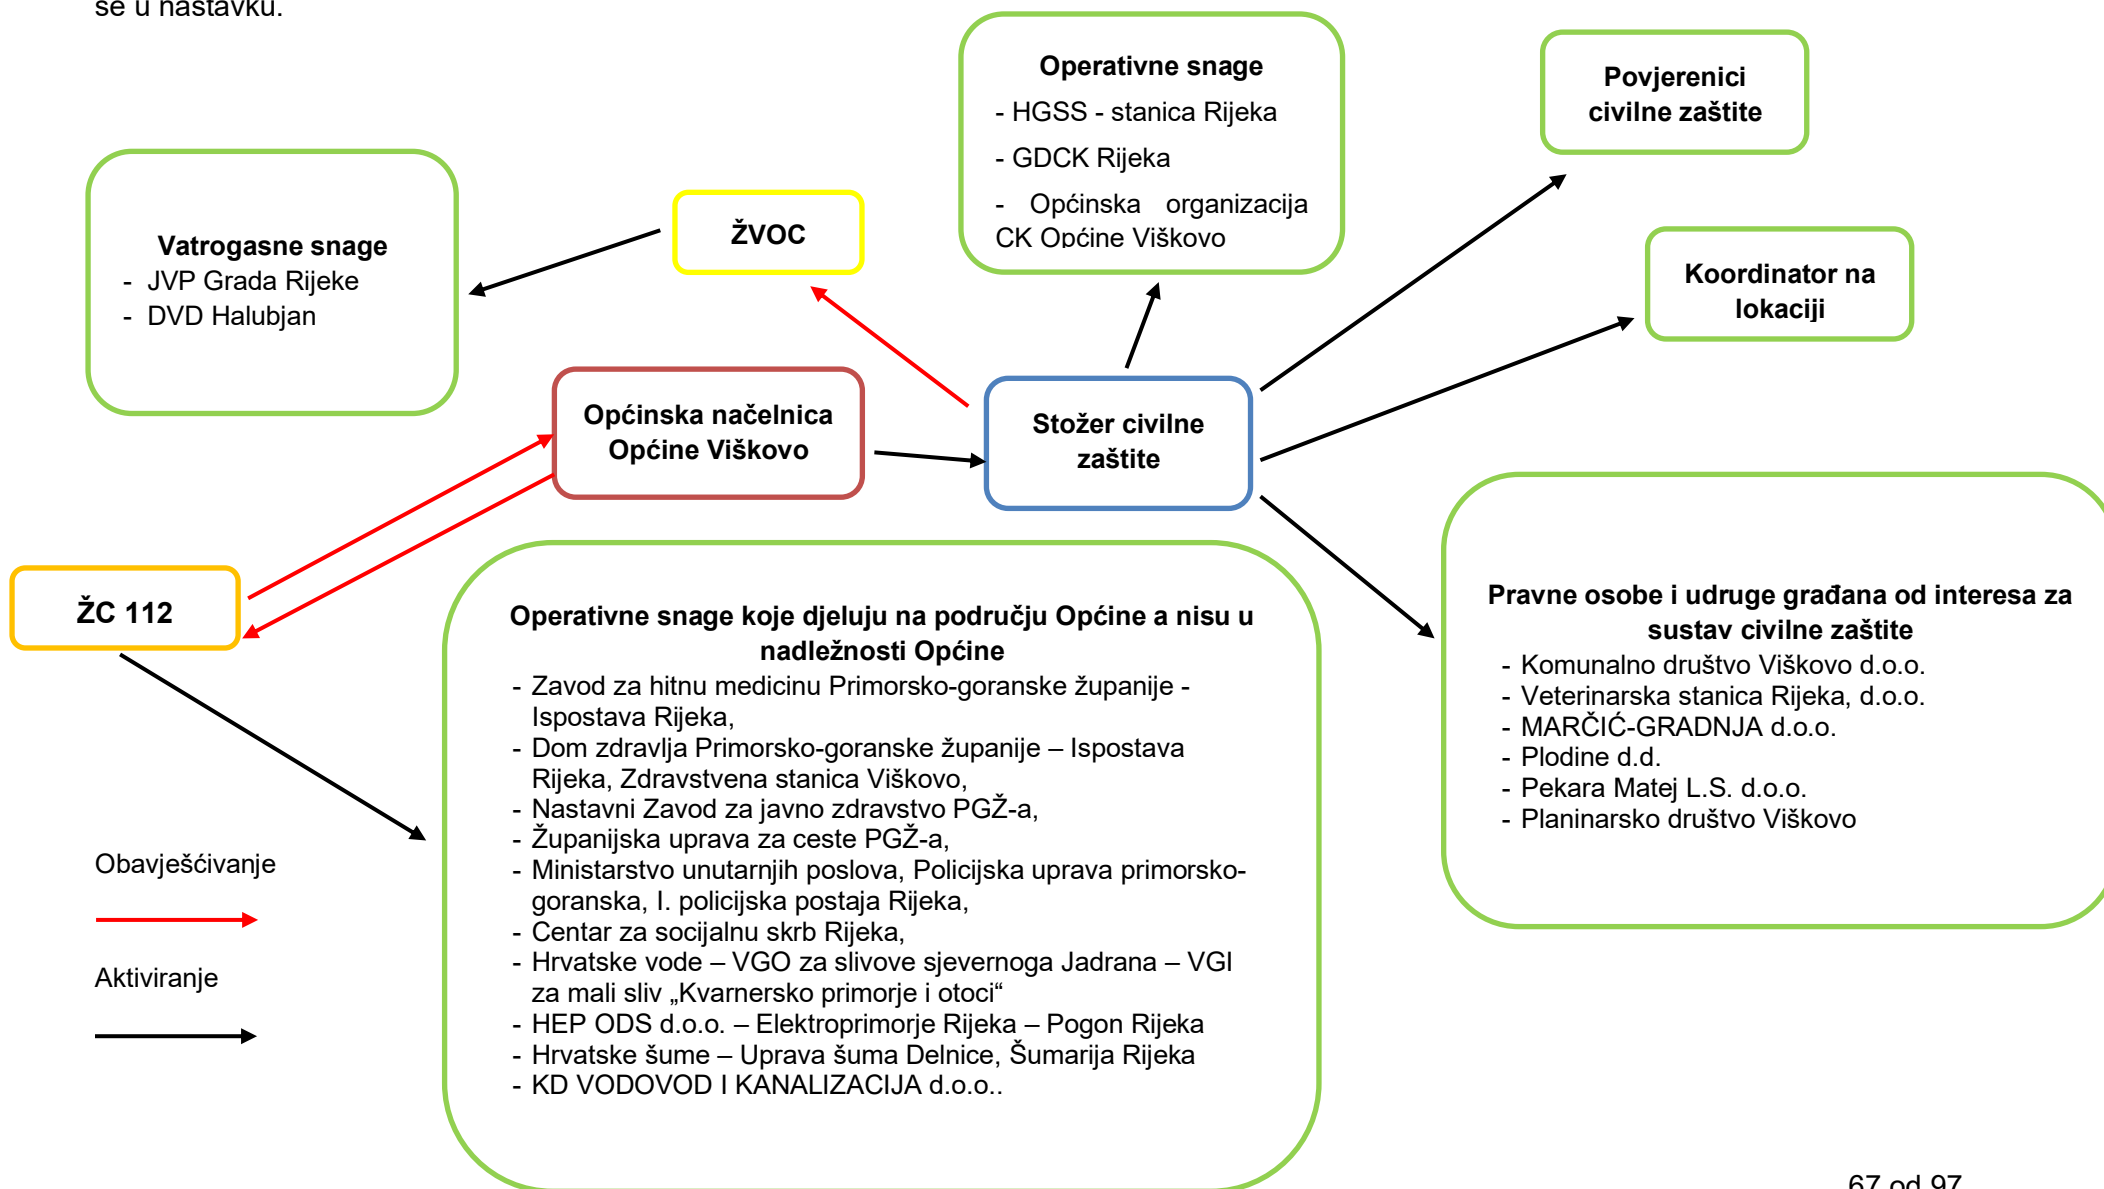 se u nastavku.
Operativne snage
- HGSS - stanica Rijeka
- GDCK Rijeka
- Općinska organizacija
CK Općine Viškovo
Povjerenici
civilne zaštite
Vatrogasne snage
- JVP Grada Rijeke
- DVD Halubjan
ŽVOC
Koordinator na
lokaciji
Općinska načelnica
Općine Viškovo
Stožer civilne
zaštite
ŽC 112
Operativne snage koje djeluju na području Općine a nisu u
nadležnosti Općine
- Zavod za hitnu medicinu Primorsko-goranske županije -
Ispostava Rijeka,
- Dom zdravlja Primorsko-goranske županije – Ispostava
Rijeka, Zdravstvena stanica Viškovo,
- Nastavni Zavod za javno zdravstvo PGŽ-a,
- Županijska uprava za ceste PGŽ-a,
- Ministarstvo unutarnjih poslova, Policijska uprava primorsko-
goranska, I. policijska postaja Rijeka,
- Centar za socijalnu skrb Rijeka,
- Hrvatske vode – VGO za slivove sjevernoga Jadrana – VGI
za mali sliv „Kvarnersko primorje i otoci“
- HEP ODS d.o.o. – Elektroprimorje Rijeka – Pogon Rijeka
- Hrvatske šume – Uprava šuma Delnice, Šumarija Rijeka
- KD VODOVOD I KANALIZACIJA d.o.o..
Pravne osobe i udruge građana od interesa za
sustav civilne zaštite
- Komunalno društvo Viškovo d.o.o.
- Veterinarska stanica Rijeka, d.o.o.
- MARČIĆ-GRADNJA d.o.o.
- Plodine d.d.
- Pekara Matej L.S. d.o.o.
- Planinarsko društvo Viškovo
Obavješćivanje
Aktiviranje
67 od 97